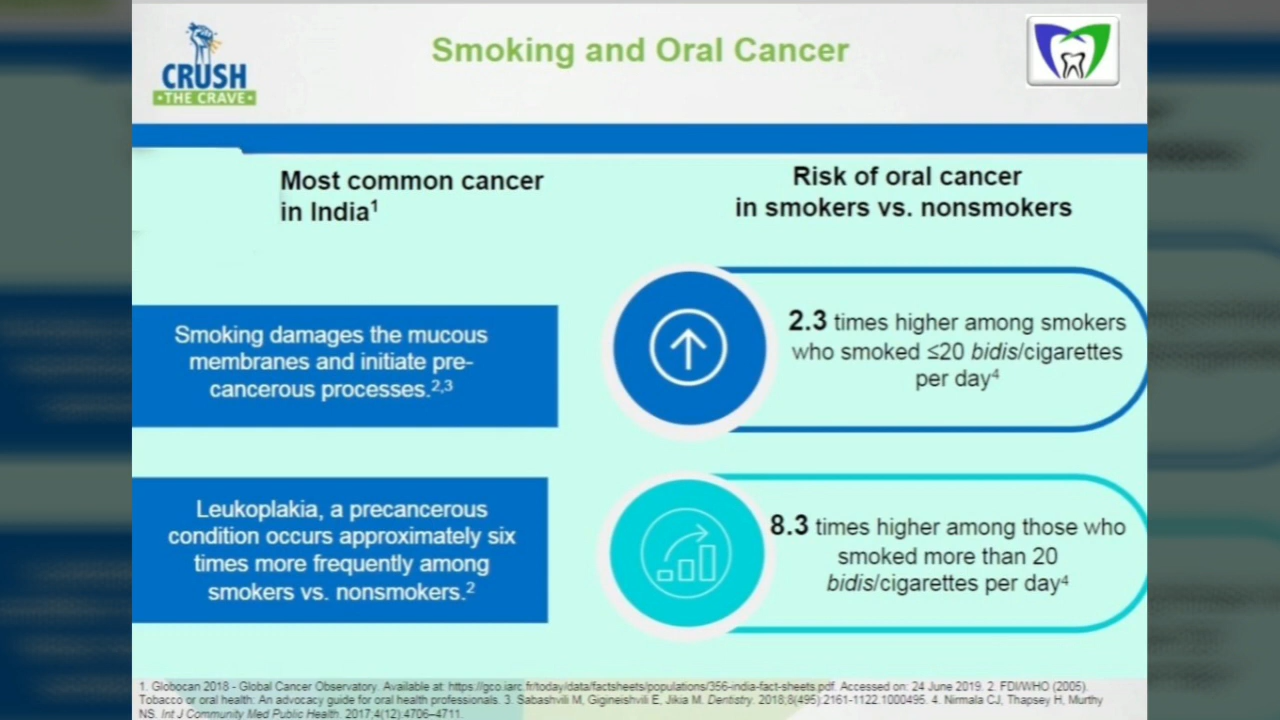 CRUSH
•THE CRAVE•
Smoking and Oral Cancer
Most common cancer
in India¹
Smoking damages the mucous
membranes and initiate pre-
cancerous processes.²,³
Leukoplakia, a precancerous
condition occurs approximately six
times more frequently among
smokers vs. nonsmokers.²
Risk of oral cancer
in smokers vs. nonsmokers
2.3 times higher among smokers
who smoked ≤20 bidis/cigarettes
per day⁴
8.3 times higher among those who
smoked more than 20
bidis/cigarettes per day⁴
1. Globocan 2018 - Global Cancer Observatory. Available at: https://gco.iarc.fr/today/data/factsheets/populations/356-india-fact-sheets.pdf. Accessed on: 24 June 2019. 2. FDI/WHO (2005).
Tobacco or oral health: An advocacy guide for oral health professionals. 3. Sabashvili M, Gigineishvili E, Jikia M. Dentistry. 2018;8(495):2161-1122.1000495. 4. Nirmala CJ, Thapsey H, Murthy
NS. Int J Community Med Public Health. 2017;4(12):4706–4711.